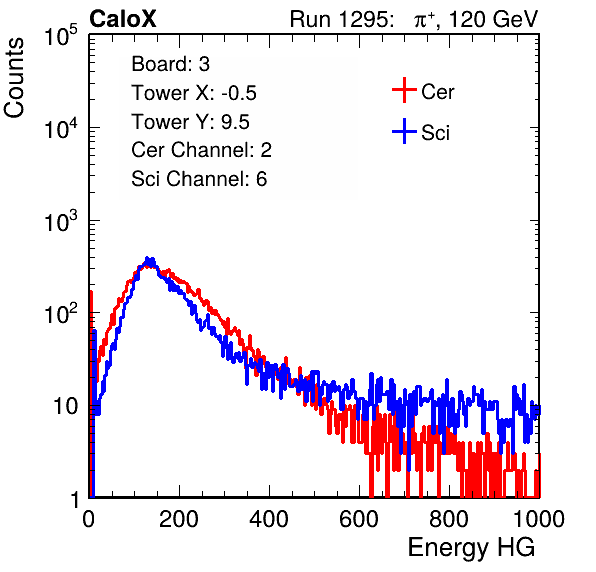 CaloX Run 1295: π⁺, 120 GeV
Counts
10⁵
10⁴
10³
10²
10
1
Board: 3
Tower X: -0.5
Tower Y: 9.5
Cer Channel: 2
Sci Channel: 6
Cer
Sci
0 200 400 600 800 1000
Energy HG